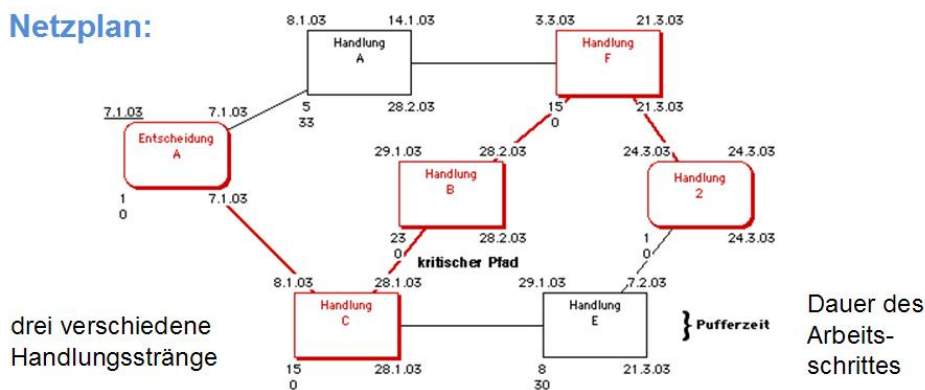 Netzplan:
8.1.03 14.1.03
Handlung
A
5 28.2.03
33
3.3.03 21.3.03
Handlung
F
15 21.3.03
0
7.1.03 7.1.03
Entscheidung
A
1 7.1.03
0
29.1.03 28.2.03
Handlung
B
23 28.2.03
0
24.3.03 24.3.03
Handlung
2
1 24.3.03
0
kritischer Pfad
8.1.03 28.1.03
Handlung
C
15 28.1.03
0
29.1.03 7.2.03
Handlung
E
8 21.3.03
30
} Pufferzeit
drei verschiedene
Handlungsstränge
Dauer des
Arbeits-
schrittes